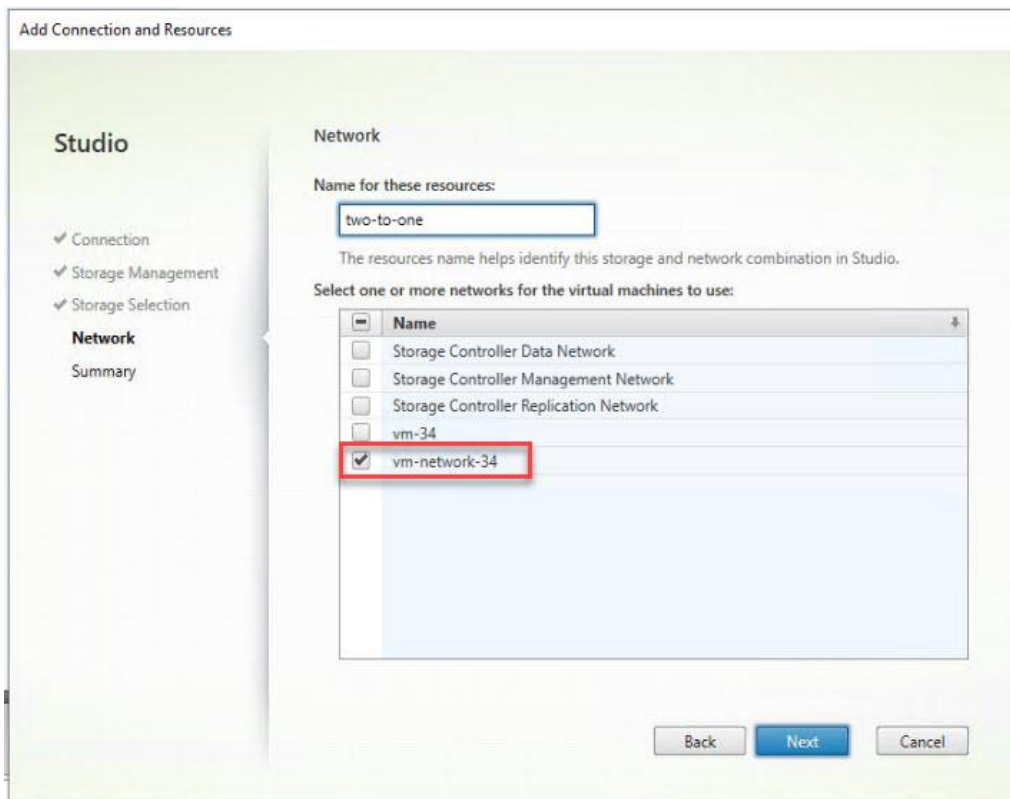 Add Connection and Resources
Studio
Connection
Storage Management
Storage Selection
Network
Summary
Network
Name for these resources:
two-to-one
The resources name helps identify this storage and network combination in Studio.
Select one or more networks for the virtual machines to use:
Name
Storage Controller Data Network
Storage Controller Management Network
Storage Controller Replication Network
vm-34
vm-network-34
Back Next Cancel